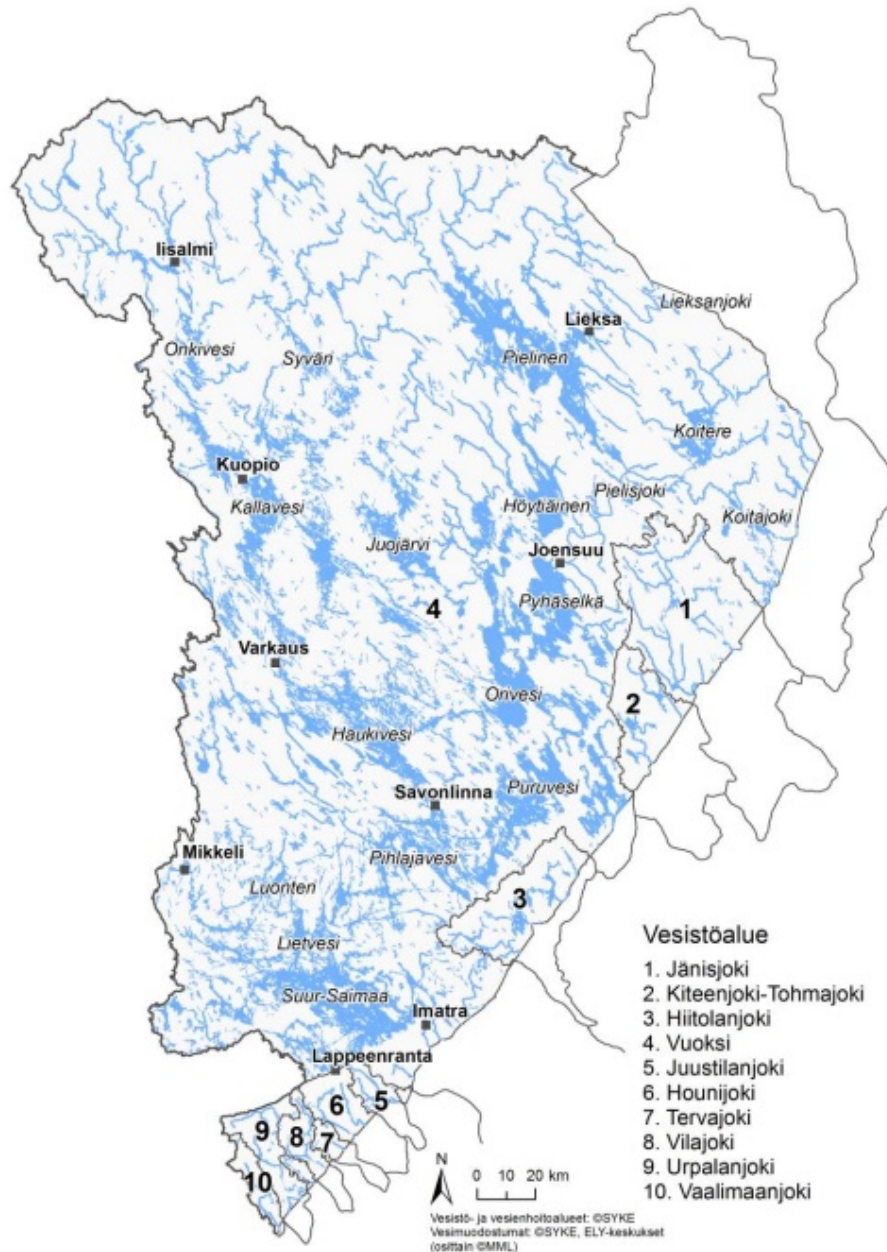 Iisalmi
Lieksanjoki
Lieksa
Onkivesi
Syväri
Pielinen
Koitere
Kuopio
Kallavesi
Höytiäinen
Pielisjoki
Koitajoki
Juojärvi
Joensuu
4
Pyhäselkä
1
Varkaus
Orivesi
2
Haukivesi
Savonlinna
Puruvesi
Mikkeli
Pihlajavesi
Luonteri
3
Lietvesi
Suur-Saimaa
Imatra
Lappeenranta
5
6
7
8
9
10
Vesistöalue
1. Jänisjoki
2. Kiteenjoki-Tohmajoki
3. Hiitolanjoki
4. Vuoksi
5. Juustilanjoki
6. Hounijoki
7. Tervajoki
8. Vilajoki
9. Urpalanjoki
10. Vaalimaanjoki
N
0 10 20 km
Vesistö- ja vesienhoitoalueet: ©SYKE
Vesimuodostumat: ©SYKE, ELY-keskukset
(osittain ©MML)